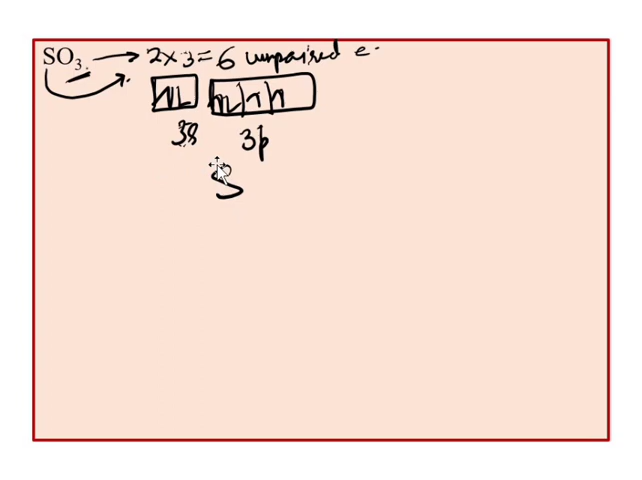 SO3. → 2×3=6 unpaired e-
3s 3p
S